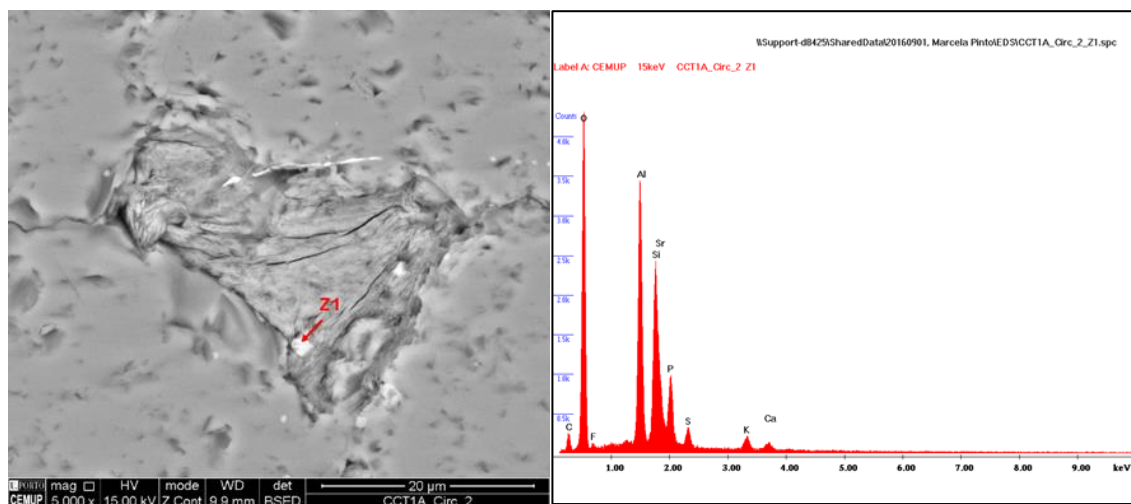 Z1
U.PORTO
CEMUP
mag □ HV mode WD det
5 000 x 15.00 kV Z Cont 9.9 mm BSED
20 µm
CCT1A_Circ_2
\\Support-d8425\SharedData\20160901, Marcela Pinto\EDS\CCT1A_Circ_2_Z1.spc
Label A: CEMUP 15keV CCT1A_Circ_2 Z1
Counts
4.0k
3.5k
3.0k
2.5k
2.0k
1.5k
1.0k
0.5k
C
O
F
Al
Sr
Si
P
S
K
Ca
1.00 2.00 3.00 4.00 5.00 6.00 7.00 8.00 9.00 keV